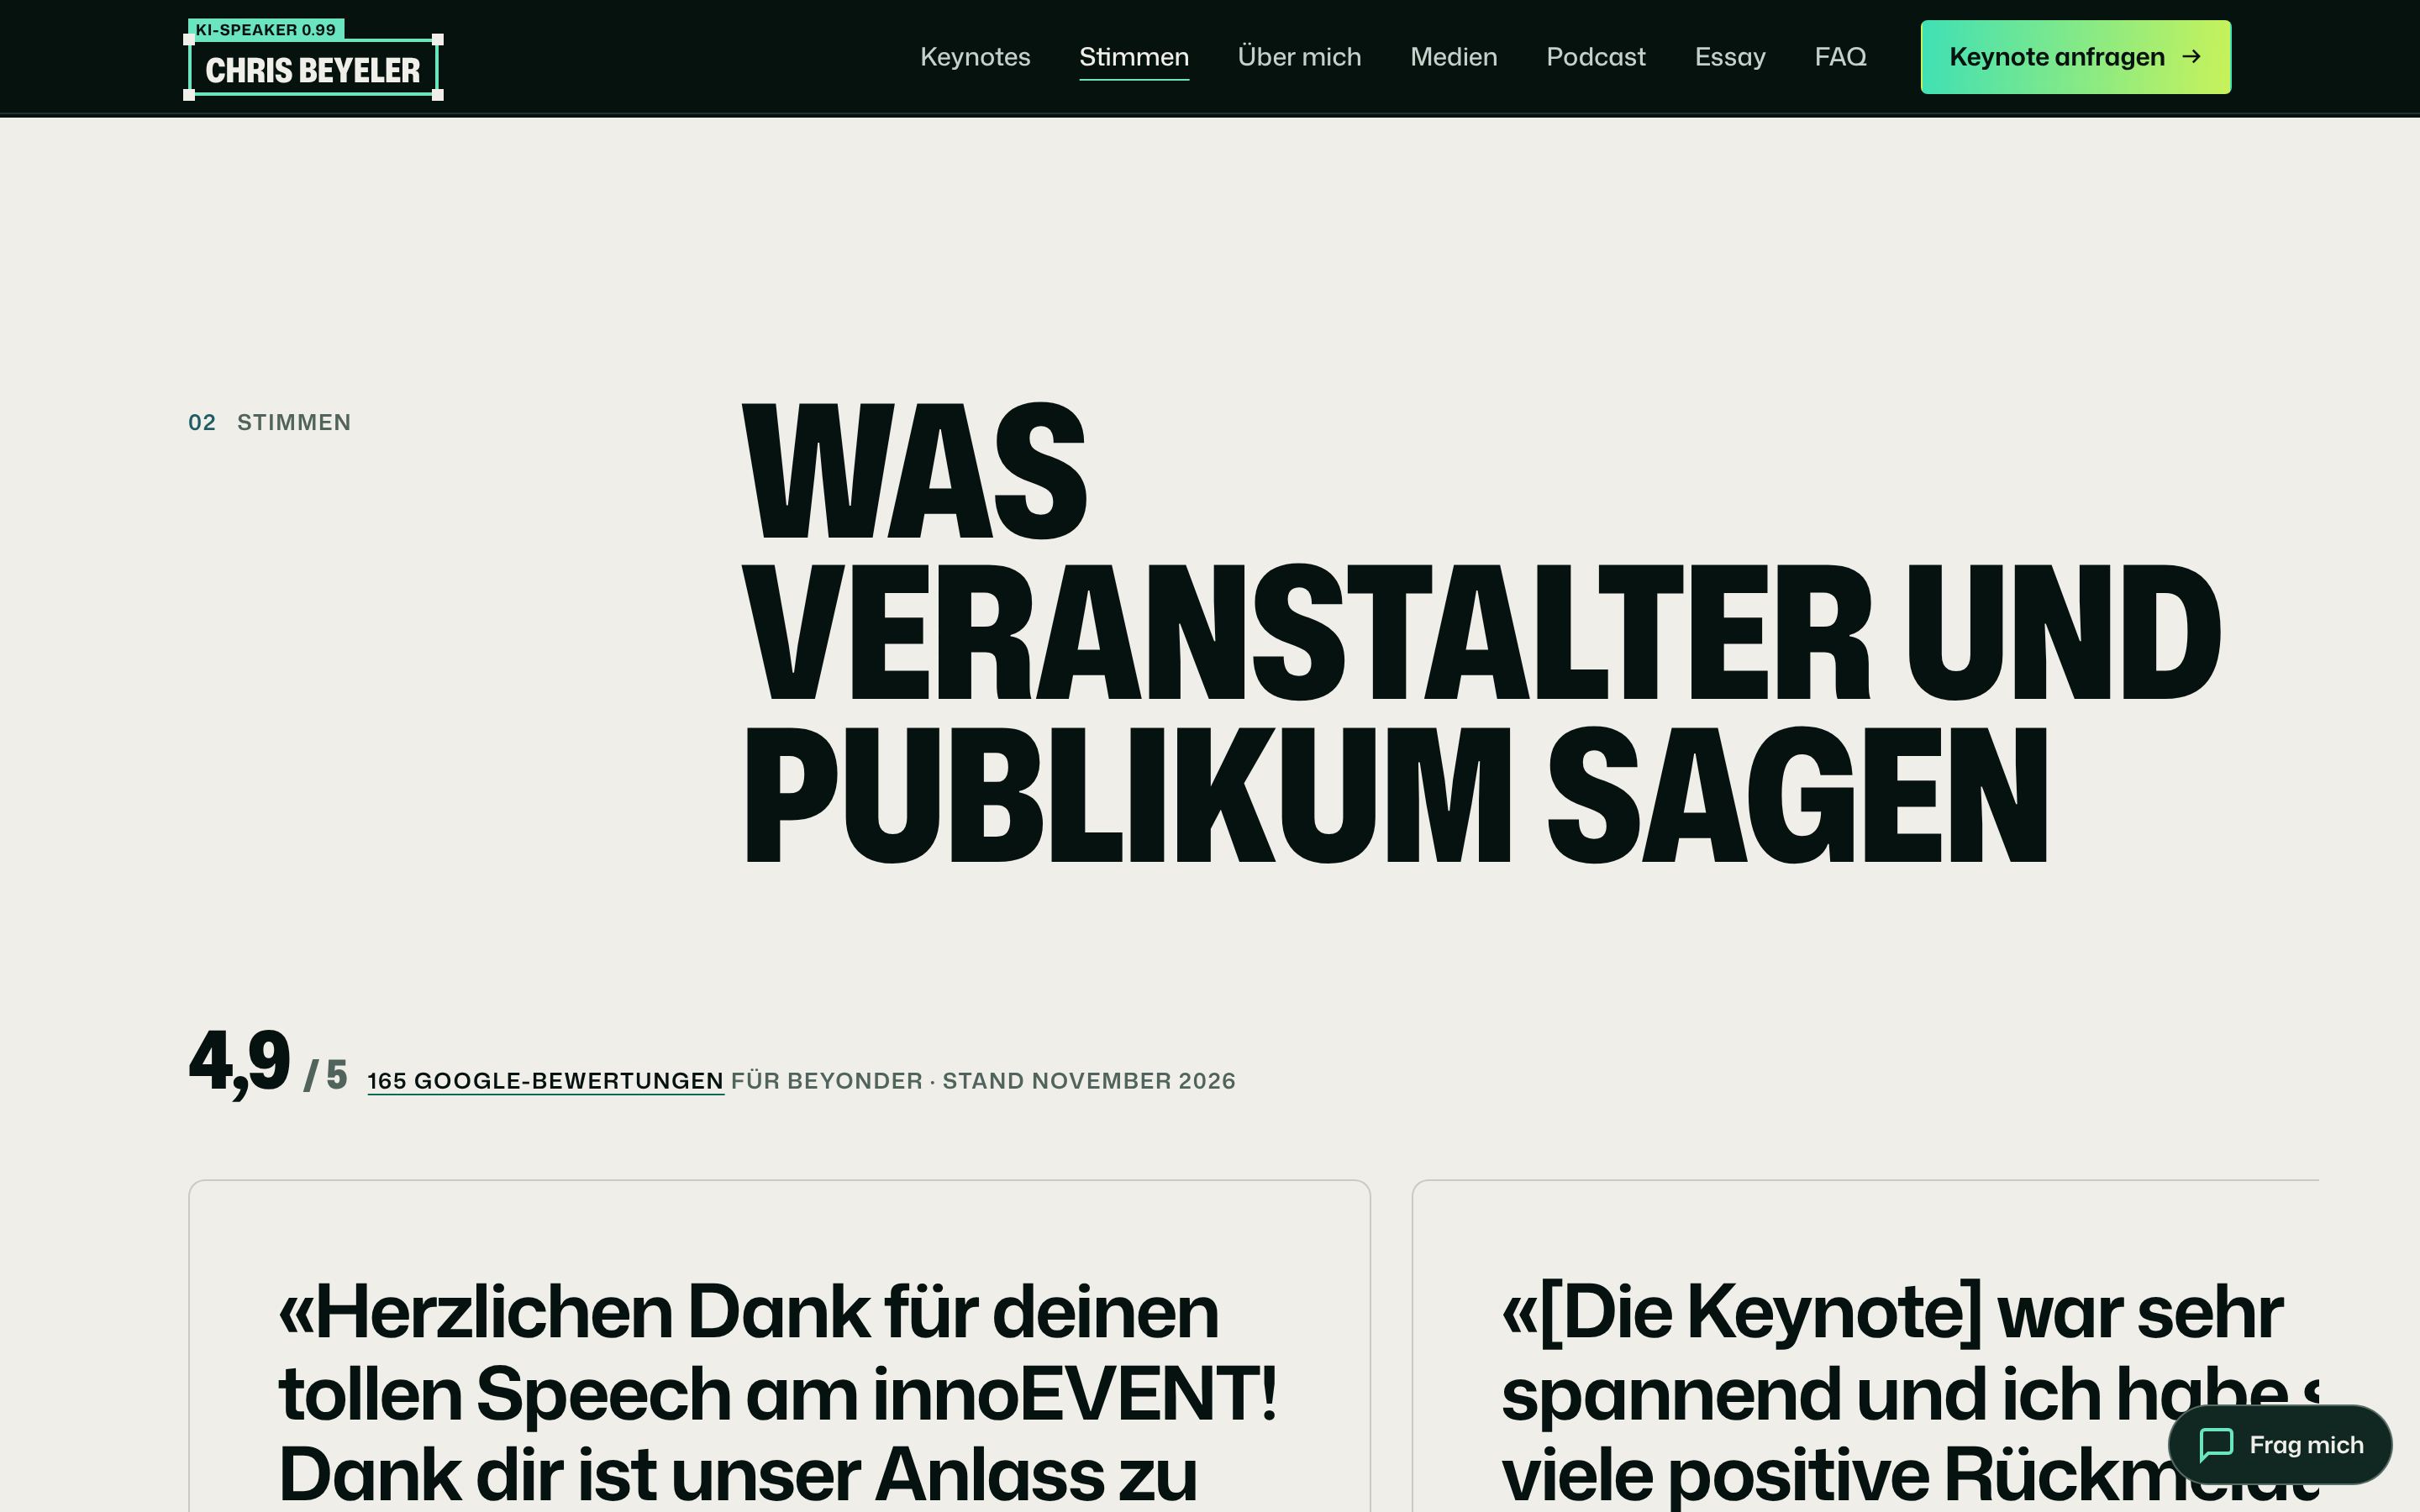 KI-SPEAKER 0.99
CHRIS BEYELER
Keynotes
Stimmen
Über mich
Medien
Podcast
Essay
FAQ
Keynote anfragen →
02 STIMMEN
WAS
VERANSTALTER UND
PUBLIKUM SAGEN
4,9 / 5 165 GOOGLE-BEWERTUNGEN FÜR BEYONDER · STAND NOVEMBER 2026
«Herzlichen Dank für deinen
tollen Speech am innoEVENT!
Dank dir ist unser Anlass zu
«[Die Keynote] war sehr
spannend und ich habe
viele positive
Frag mich